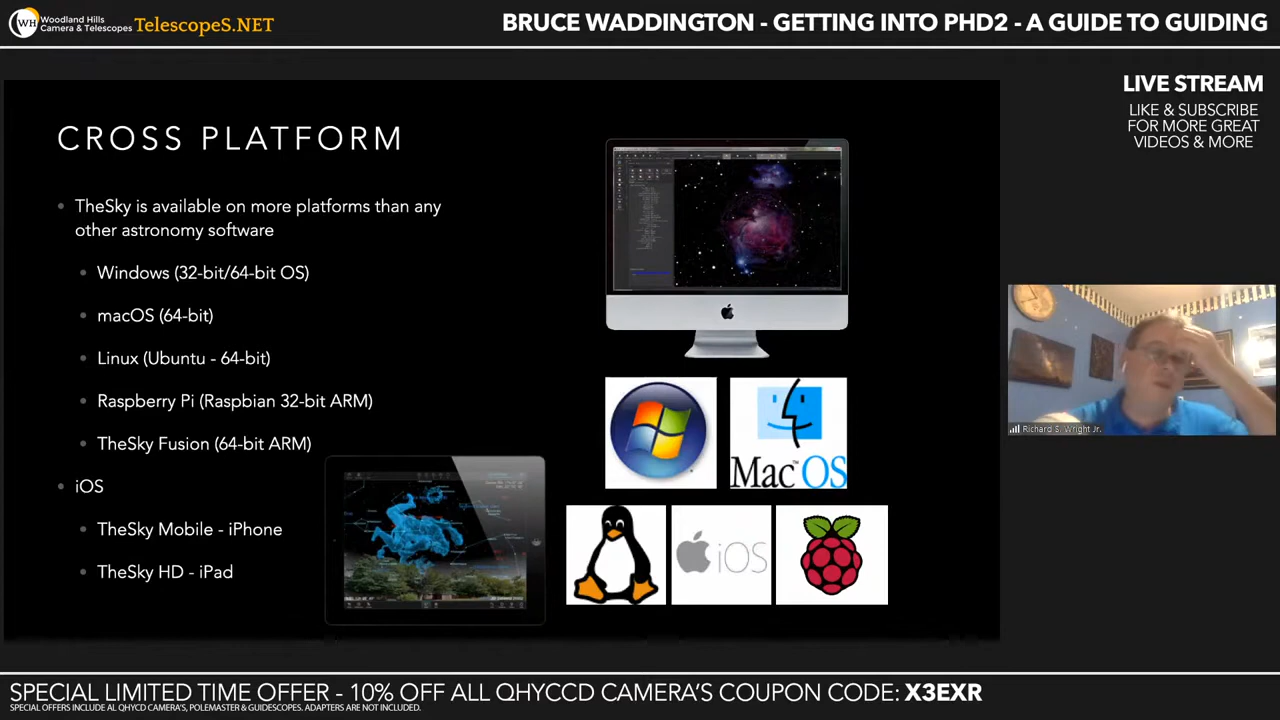 WH
Woodland Hills
Camera & Telescopes
TelescopeS.NET
BRUCE WADDINGTON - GETTING INTO PHD2 - A GUIDE TO GUIDING
LIVE STREAM
LIKE & SUBSCRIBE
FOR MORE GREAT
VIDEOS & MORE
CROSS PLATFORM
TheSky is available on more platforms than any
other astronomy software
Windows (32-bit/64-bit OS)
macOS (64-bit)
Linux (Ubuntu - 64-bit)
Raspberry Pi (Raspbian 32-bit ARM)
TheSky Fusion (64-bit ARM)
iOS
TheSky Mobile - iPhone
TheSky HD - iPad
Mac™OS
iOS
Richard S. Wright Jr.
SPECIAL LIMITED TIME OFFER - 10% OFF ALL QHYCCD CAMERA'S COUPON CODE: X3EXR
SPECIAL OFFERS INCLUDE AL QHYCD CAMERA'S, POLEMASTER & GUIDESCOPES. ADAPTERS ARE NOT INCLUDED.